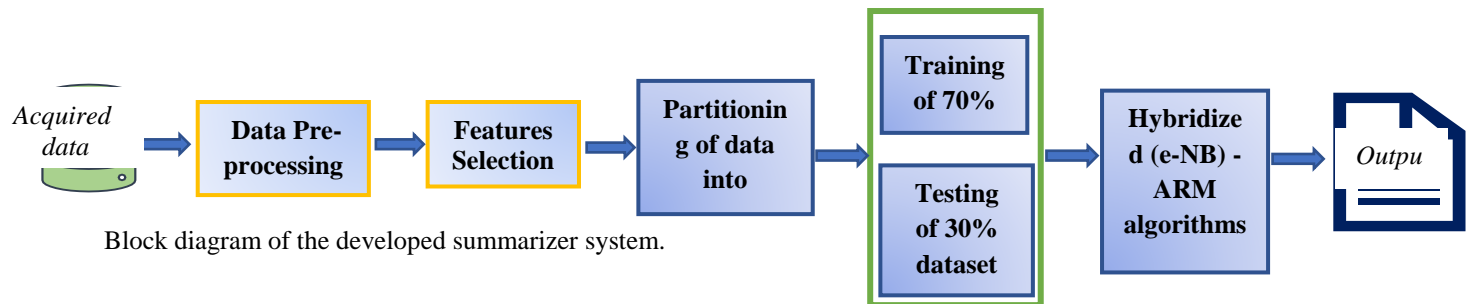 Acquired
data
Data Pre-
processing
Features
Selection
Partitionin
g of data
into
Training
of 70%
Testing
of 30%
dataset
Hybridize
d (e-NB) -
ARM
algorithms
Outpu
Block diagram of the developed summarizer system.